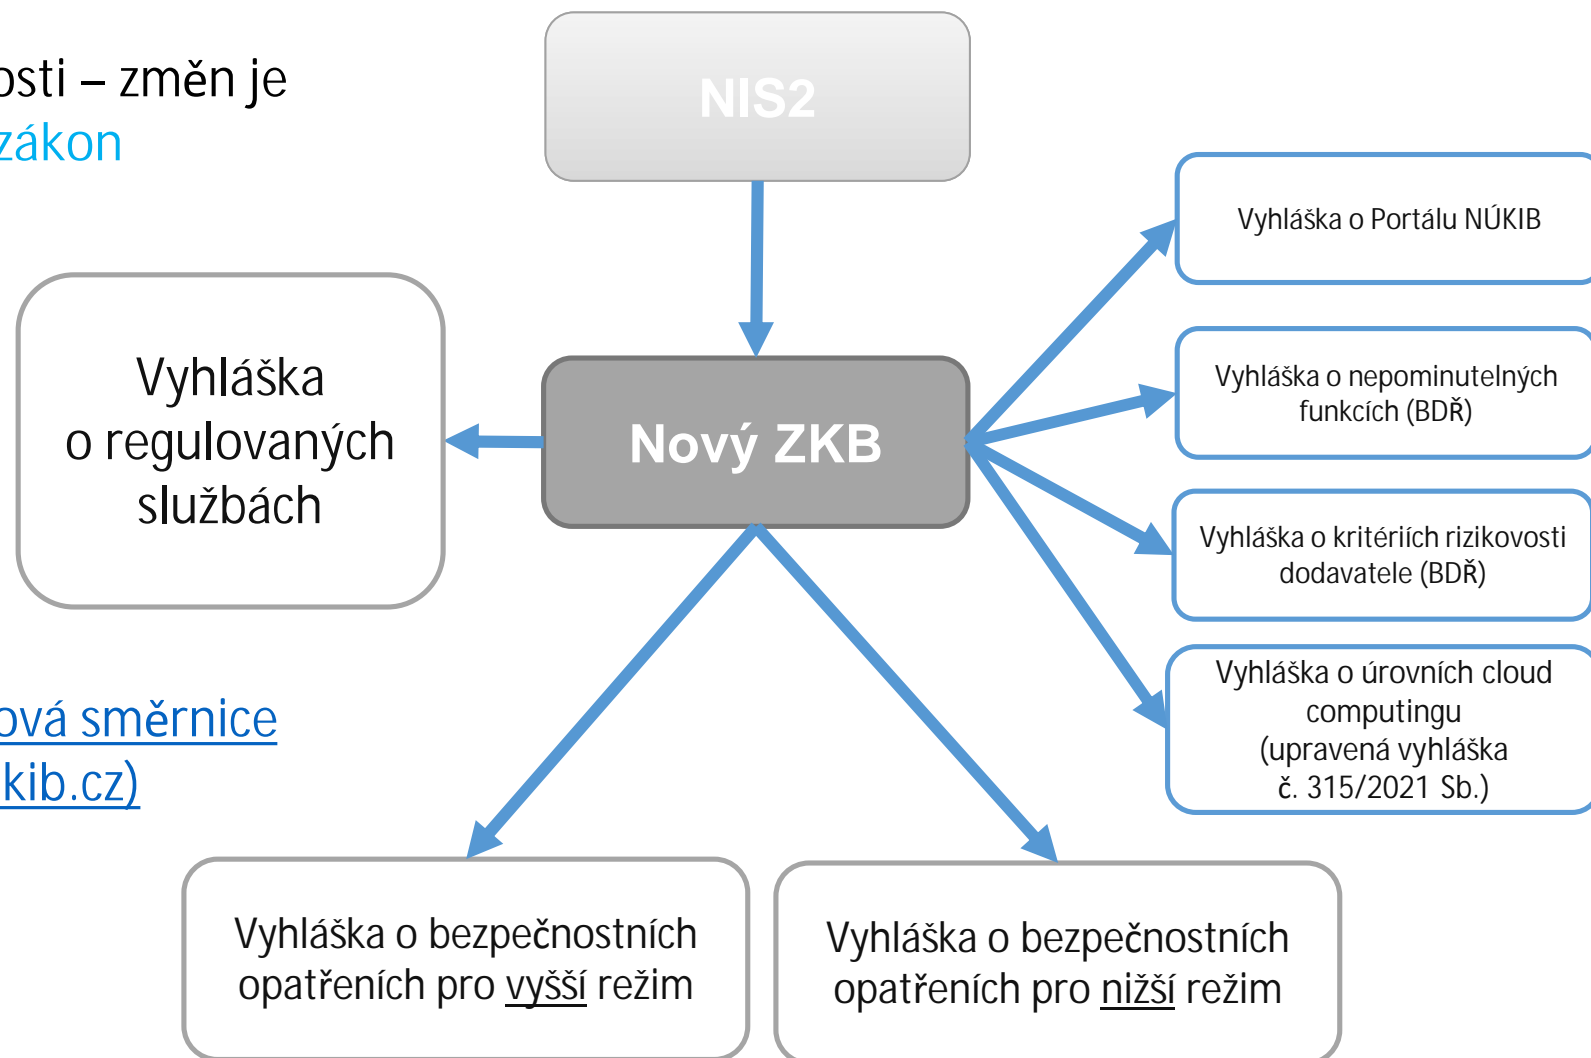 osti – změn je
zákon
NIS2
Vyhláška o Portálu NÚKIB
Vyhláška
o regulovaných
službách
Nový ZKB
Vyhláška o nepominutelných
funkcích (BDŘ)
Vyhláška o kritériích rizikovosti
dodavatele (BDŘ)
Vyhláška o úrovních cloud
computingu
(upravená vyhláška
č. 315/2021 Sb.)
ová směrnice
kib.cz)
Vyhláška o bezpečnostních
opatřeních pro vyšší režim
Vyhláška o bezpečnostních
opatřeních pro nižší režim